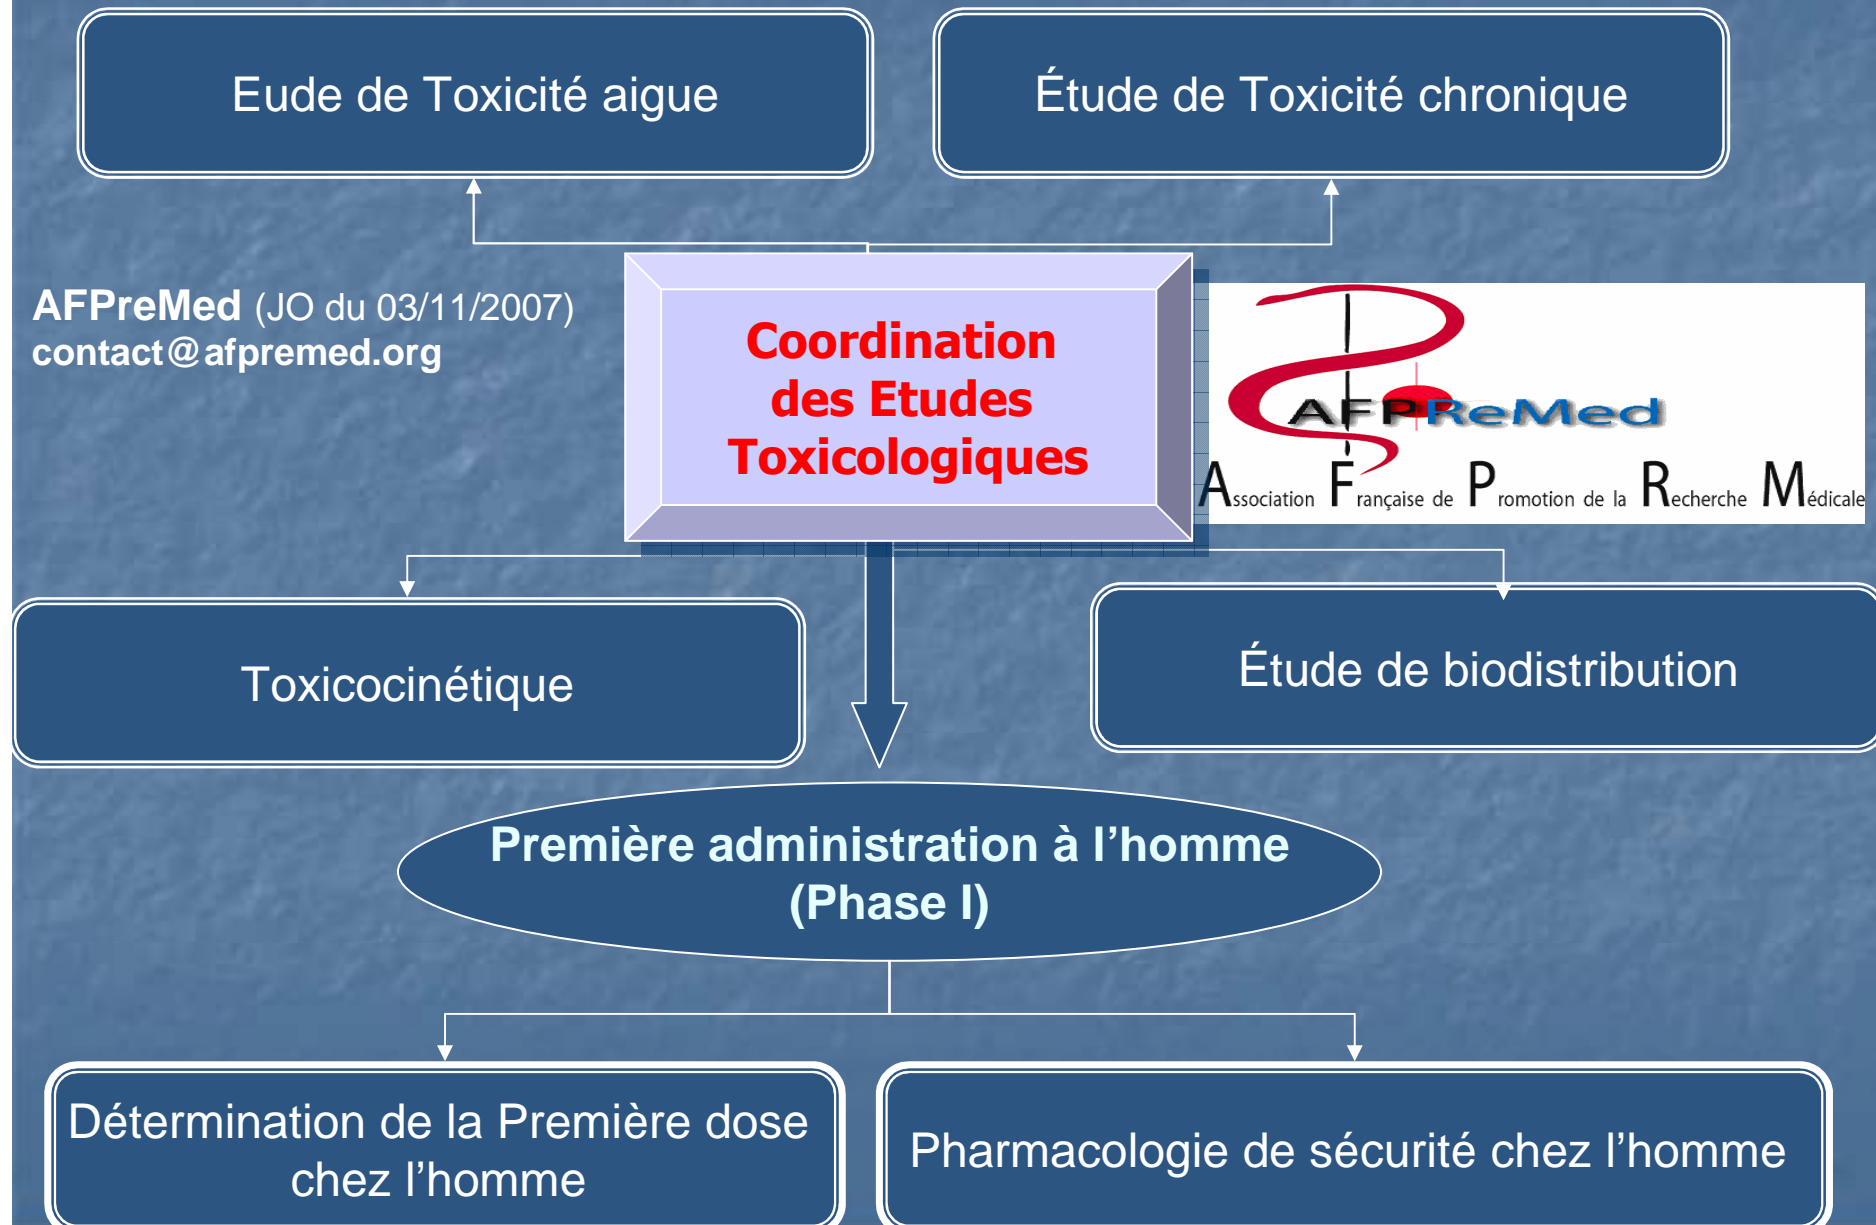 Eude de Toxicité aigue
Étude de Toxicité chronique
AFPreMed (JO du 03/11/2007)
contact@afpremed.org
Coordination
des Etudes
Toxicologiques
AFPReMed
Association Française de Promotion de la Recherche Médicale
Toxicocinétique
Étude de biodistribution
Première administration à l’homme
(Phase I)
Détermination de la Première dose
chez l’homme
Pharmacologie de sécurité chez l’homme